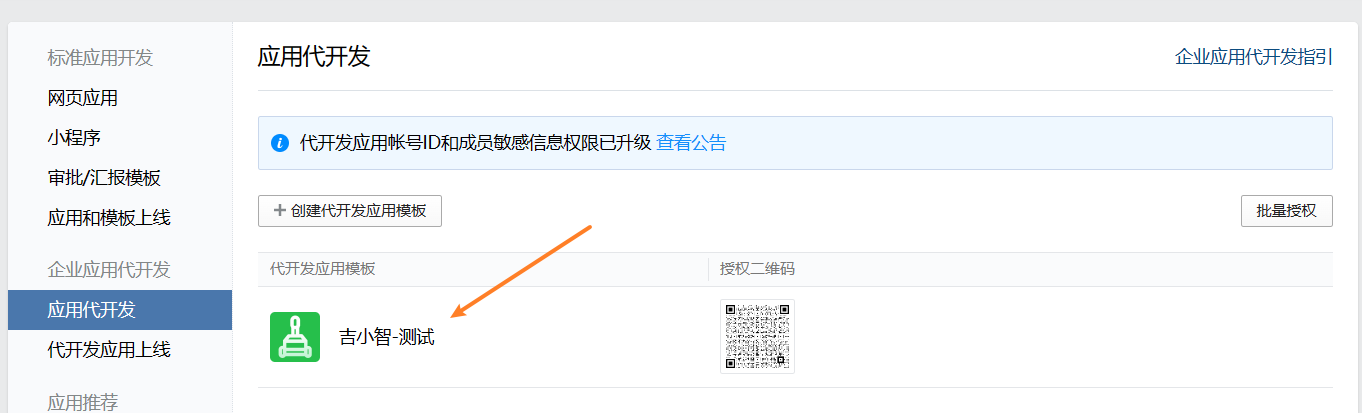 标准应用开发
网页应用
小程序
审批/汇报模板
应用和模板上线
企业应用代开发
应用代开发
代开发应用上线
应用推荐
应用代开发
企业应用代开发指引
代开发应用帐号ID和成员敏感信息权限已升级 查看公告
创建代开发应用模板
批量授权
代开发应用模板
授权二维码
吉小智-测试